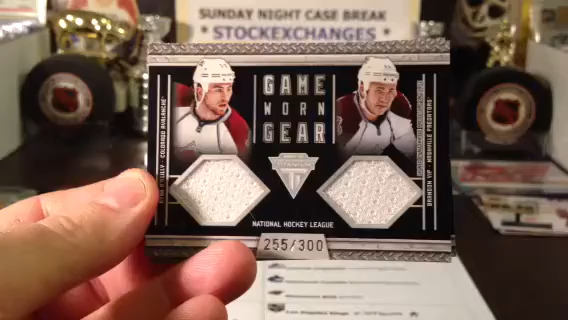 SUNDAY NIGHT CASE BREAK
STOCKEXCHANGES
GAME
WORN
GEAR
COLORADO AVALANCHE
BRANDON YIP - NASHVILLE PREDATORS
NATIONAL HOCKEY LEAGUE
255/300